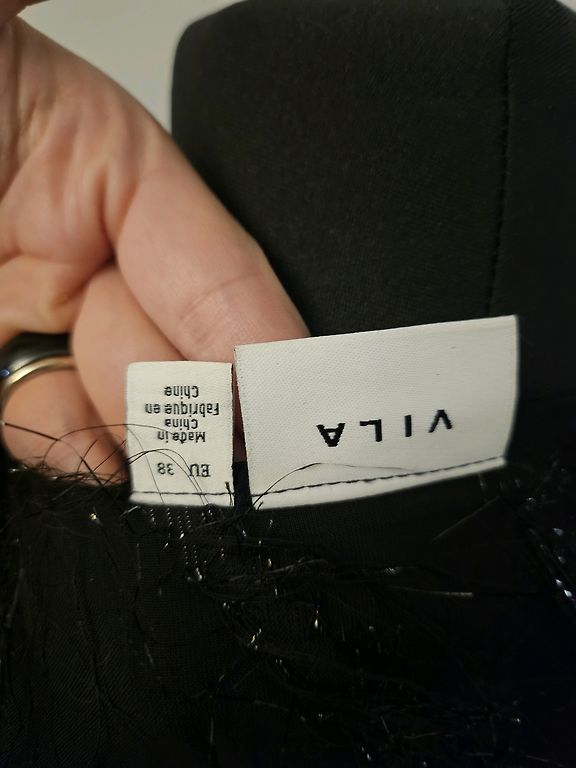 VILA
EU 38
Made in
China
Fabriqué en
Chine